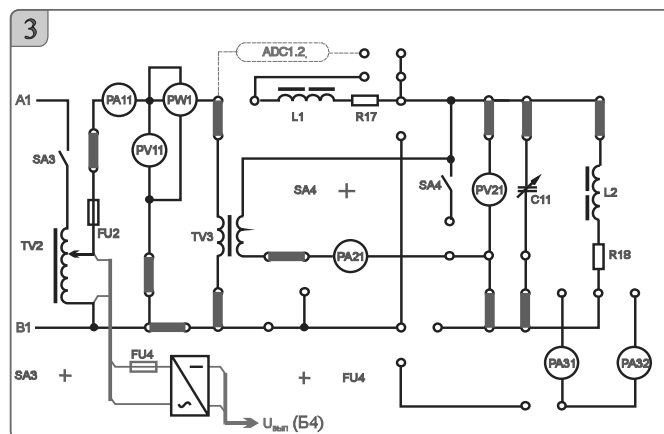 3
ADC1.2
A1
PA11
PW1
L1
R17
SA3
PV11
SA4
SA4
PV21
C11
L2
FU2
TV2
TV3
PA21
R18
B1
FU4
SA3
FU4
PA31
PA32
Uвып (Б4)